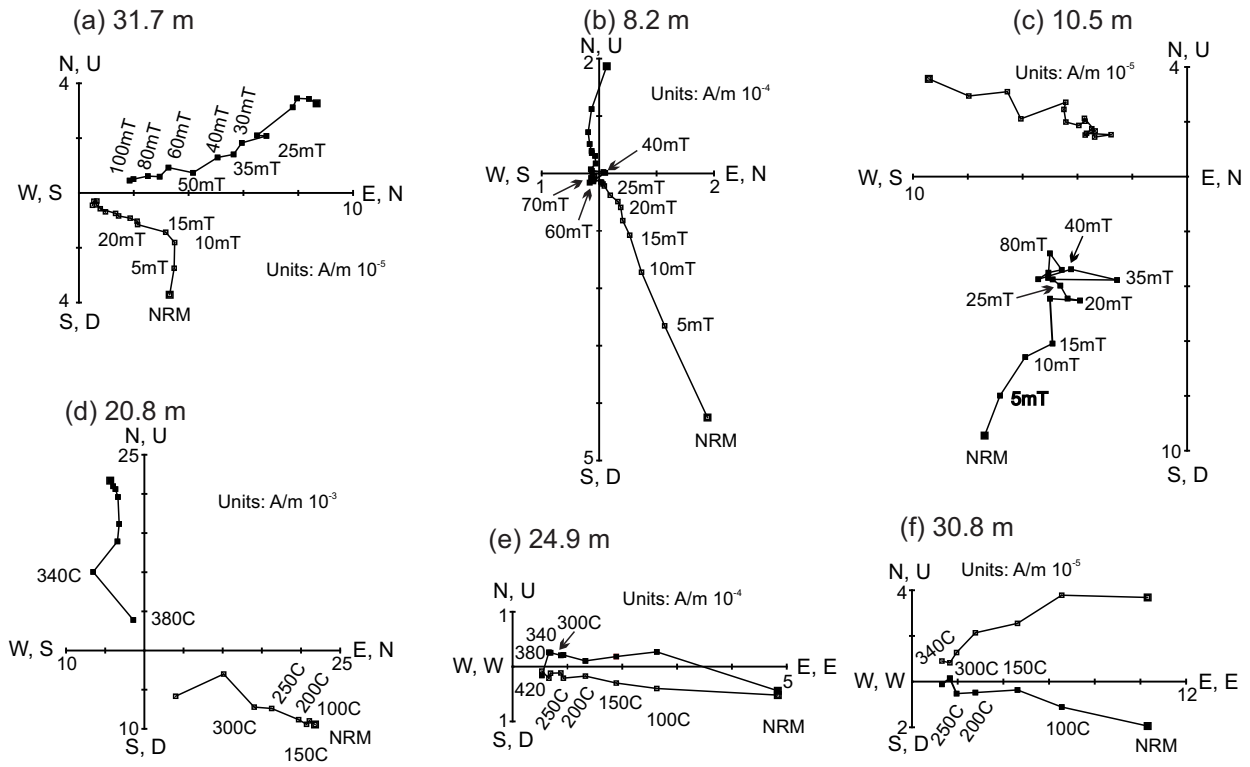 (a) 31.7 m
N, U
4
100mT
80mT
60mT
40mT
30mT
25mT
35mT
50mT
W, S
E, N
10
15mT
20mT
10mT
5mT
Units: A/m 10-5
NRM
4
S, D
(b) 8.2 m
N, U
2
Units: A/m 10-4
40mT
W, S
E, N
1
2
25mT
70mT
20mT
60mT
15mT
10mT
5mT
NRM
5
S, D
(c) 10.5 m
N, U
4
Units: A/m 10-5
W, S
E, N
10
40mT
80mT
35mT
25mT
20mT
15mT
10mT
5mT
NRM
10
S, D
(d) 20.8 m
N, U
25
Units: A/m 10-3
340C
380C
W, S
E, N
10
25
250C
200C
100C
300C
NRM
150C
10
S, D
(e) 24.9 m
N, U
1
Units: A/m 10-4
300C
340
380
W, W
E, E
5
420
250C
200C
150C
100C
NRM
1
S, D
(f) 30.8 m
Units: A/m 10-5
N, U
4
340C
300C
150C
W, W
E, E
12
250C
200C
100C
NRM
2
S, D